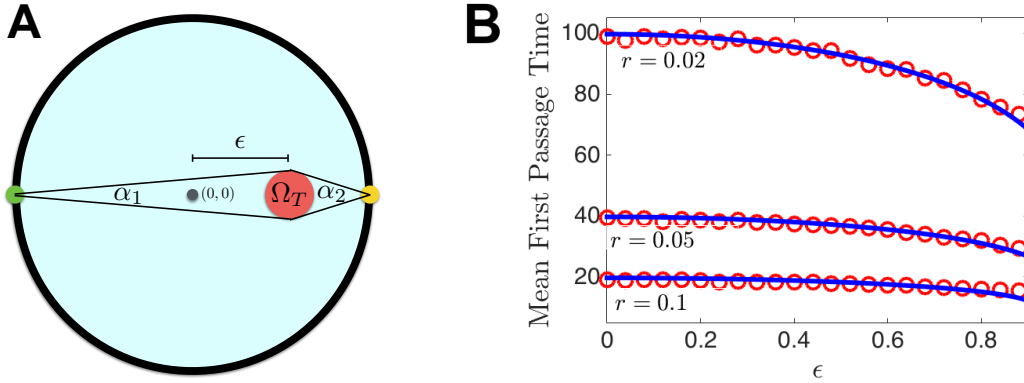 A
ϵ
α₁
(0, 0)
Ω_T
α₂
B
Mean First Passage Time
100
80
60
40
20
r = 0.02
r = 0.05
r = 0.1
0
0.2
0.4
0.6
0.8
ϵ